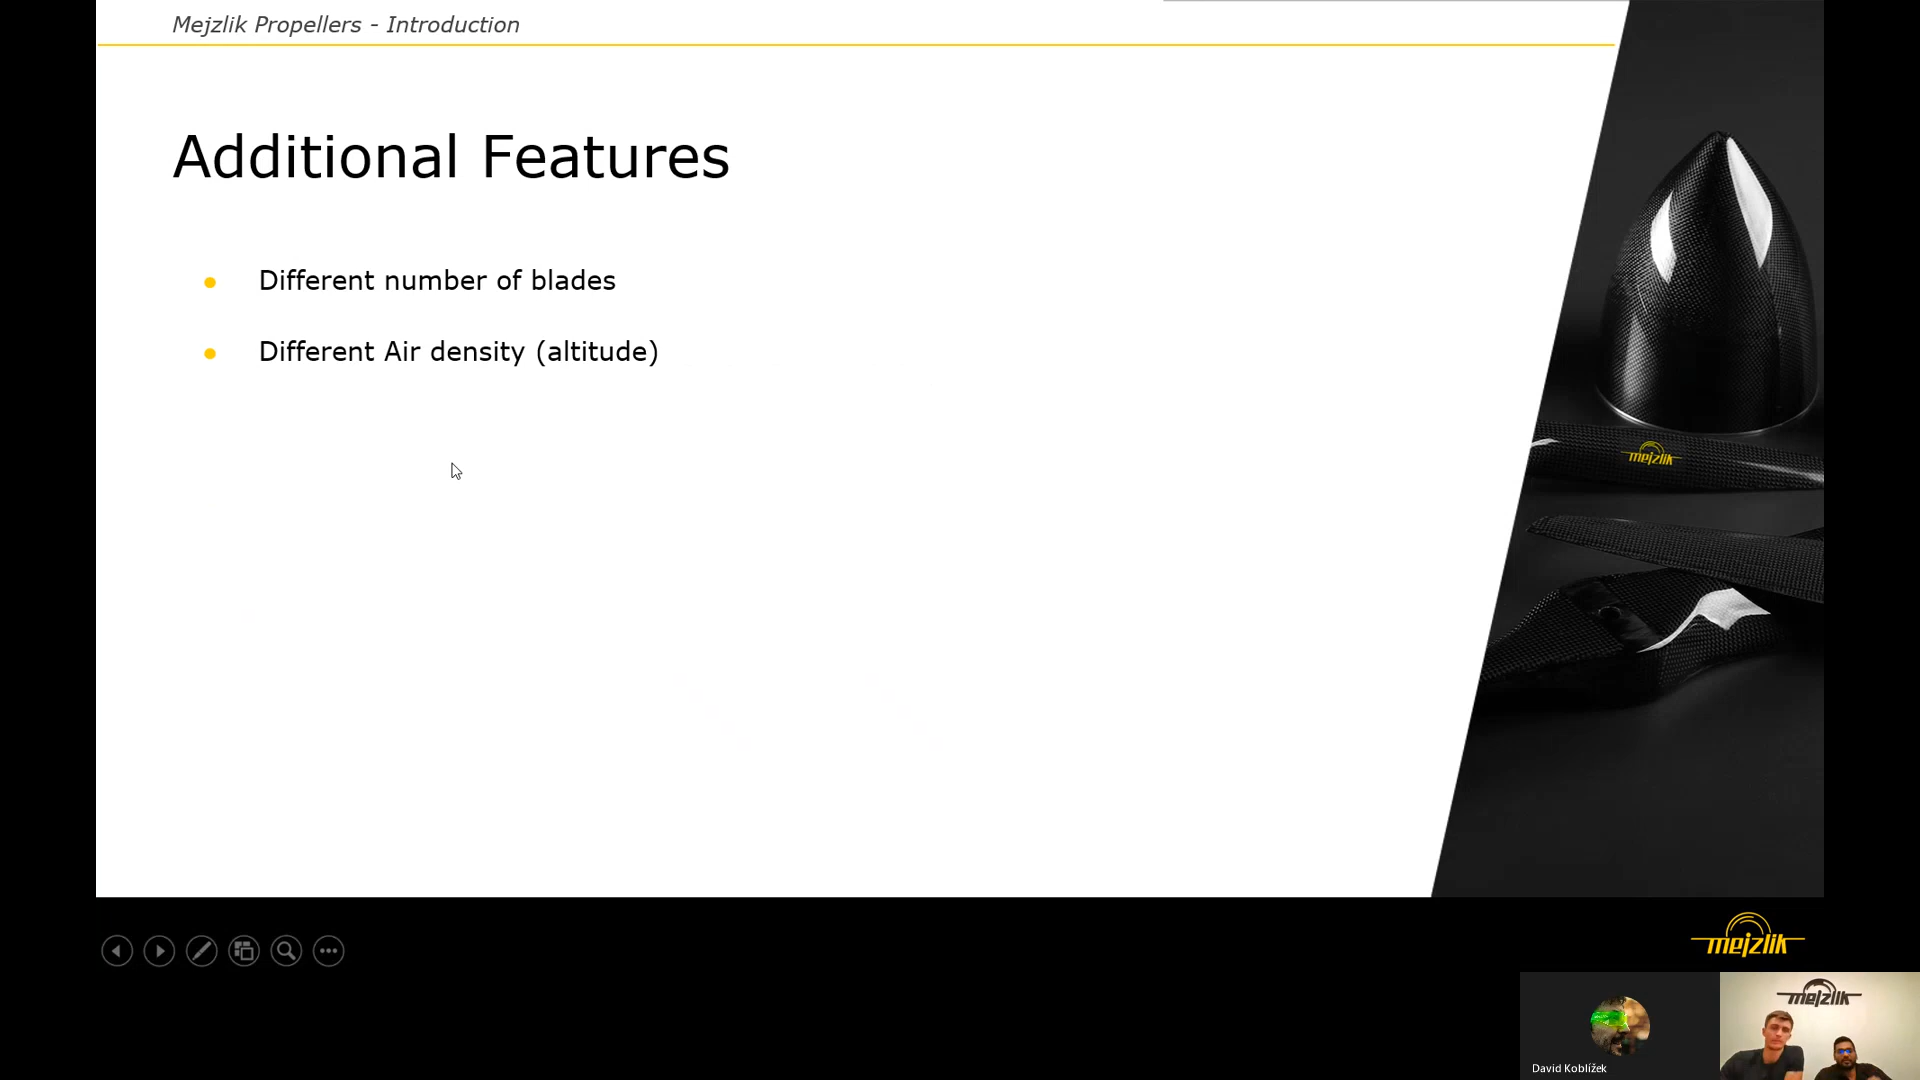 Mejzlik Propellers - Introduction
Additional Features
Different number of blades
Different Air density (altitude)
mejzlik
mejzlik
mejzlik
David Koblížek